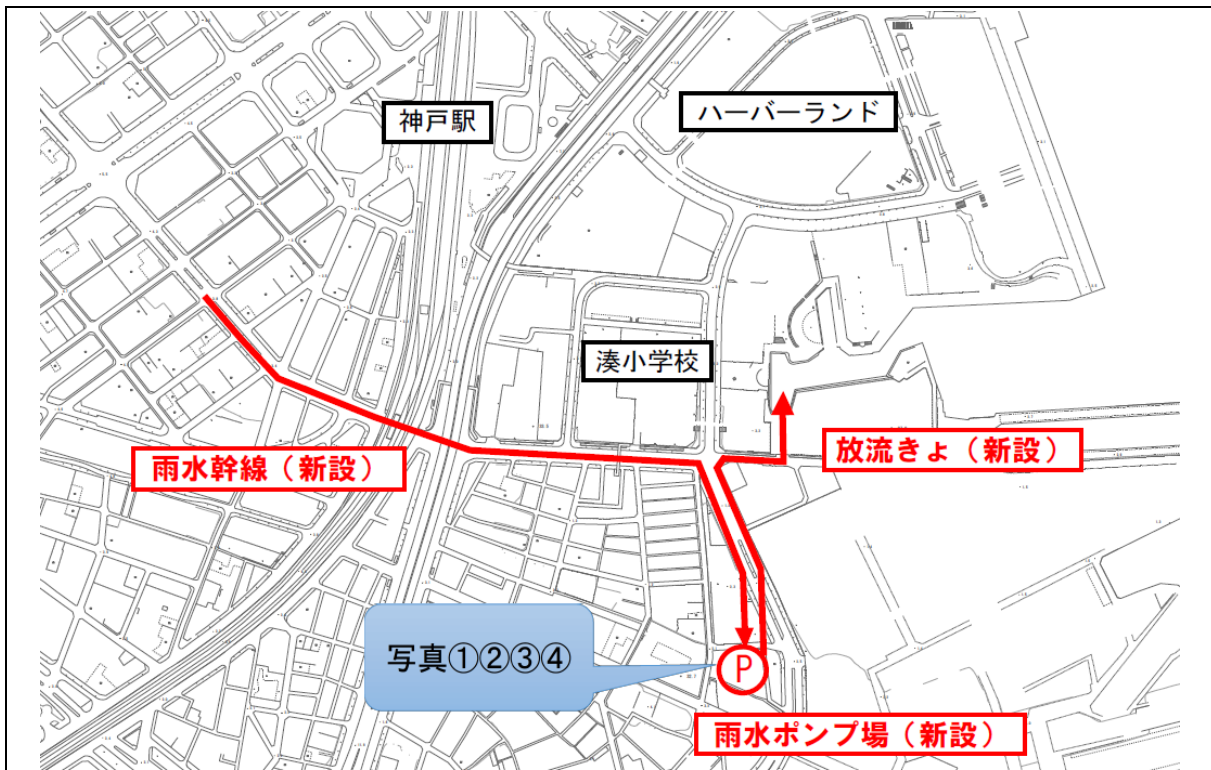 神戸駅
ハーバーランド
湊小学校
雨水幹線（新設）
放流きょ（新設）
写真①②③④
P
雨水ポンプ場（新設）